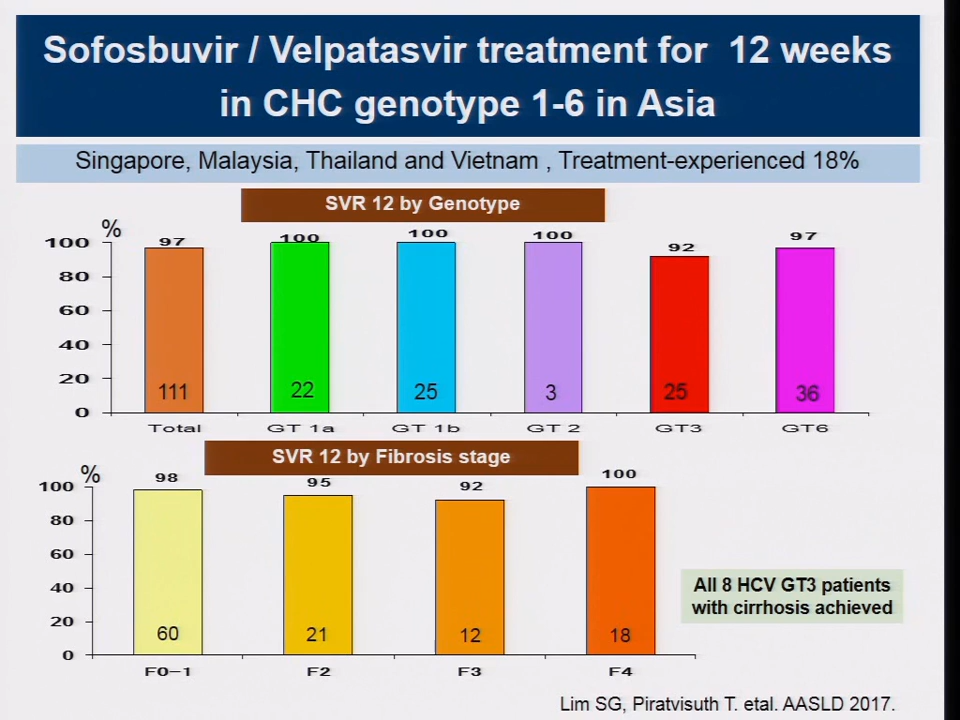 Sofosbuvir / Velpatasvir treatment for 12 weeks
in CHC genotype 1-6 in Asia
Singapore, Malaysia, Thailand and Vietnam , Treatment-experienced 18%
SVR 12 by Genotype
%
97 100 100 100 92 97
100
80
60
40
20
0
111 22 25 3 25 36
Total GT 1a GT 1b GT 2 GT3 GT6
SVR 12 by Fibrosis stage
%
98 95 92 100
100
80
60
40
20
0
60 21 12 18
F0-1 F2 F3 F4
All 8 HCV GT3 patients
with cirrhosis achieved
Lim SG, Piratvisuth T. etal. AASLD 2017.